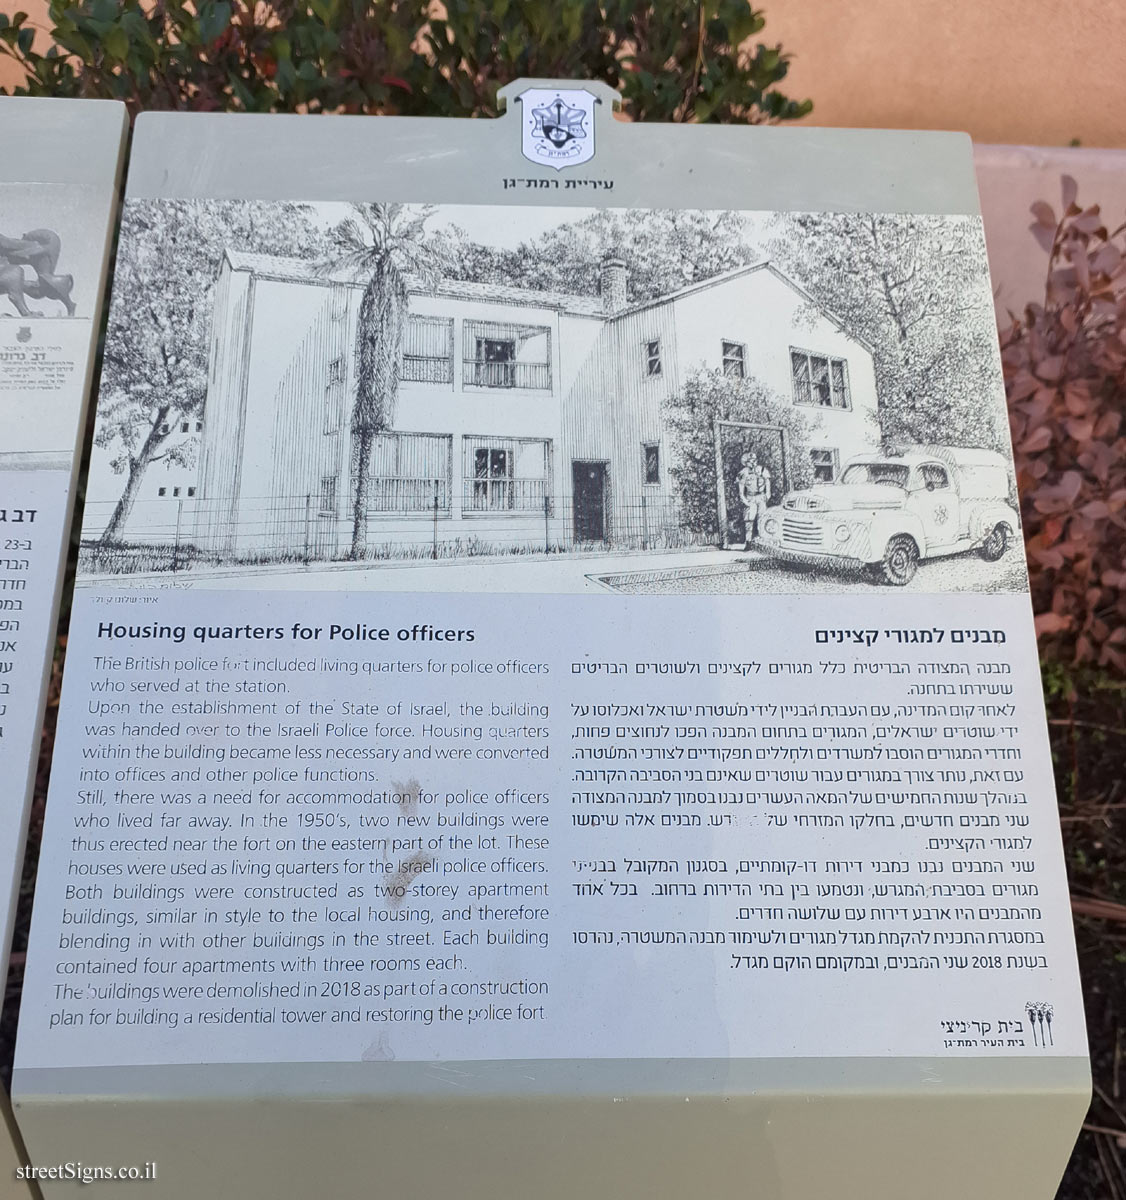 עיריית רמת-גן
רמת-גן
Housing quarters for Police officers
The British police fort included living quarters for police officers
who served at the station.
Upon the establishment of the State of Israel, the building
was handed over to the Israeli Police force. Housing quarters
within the building became less necessary and were converted
into offices and other police functions.
Still, there was a need for accommodation for police officers
who lived far away. In the 1950's, two new buildings were
thus erected near the fort on the eastern part of the lot. These
houses were used as living quarters for the Israeli police officers.
Both buildings were constructed as two-storey apartment
buildings, similar in style to the local housing, and therefore
blending in with other buildings in the street. Each building
contained four apartments with three rooms each.
The buildings were demolished in 2018 as part of a construction
plan for building a residential tower and restoring the police fort.
מבנים למגורי קצינים
מבנה המצודה הבריטית כלל מגורים לקצינים ולשוטרים הבריטים
ששירתו בתחנה.
לאחר קום המדינה, עם העברת הבניין לידי משטרת ישראל ואכלוסו על
ידי שוטרים ישראלים, המגורים בתחום המבנה הפכו לנחוצים פחות,
וחדרי המגורים הוסבו למשרדים ולחללים תפקודיים לצורכי המשטרה.
עם זאת, נותר צורך במגורים עבור שוטרים שאינם בני הסביבה הקרובה.
במהלך שנות החמישים של המאה העשרים נבנו בסמוך למבנה המצודה
שני מבנים חדשים, בחלקו המזרחי של. מבנים אלה שימשו
למגורי הקצינים.
שני המבנים נבנו כמבני דירות דו-קומתיים, בסגנון המקובל בבנייני
מגורים בסביבת המגרש, ונטמעו בין בתי הדירות ברחוב. בכל אחד
מהמבנים היו ארבע דירות עם שלושה חדרים.
במסגרת התכנית להקמת מגדל מגורים ולשימור מבנה המשטרה, נהרסו
בשנת 2018 שני המבנים, ובמקומם הוקם מגדל.
בית קריניצי
בית העיר רמת-גן
דב ג
ב-23
הברי
חדר
הפ
אנ
streetSigns.co.il